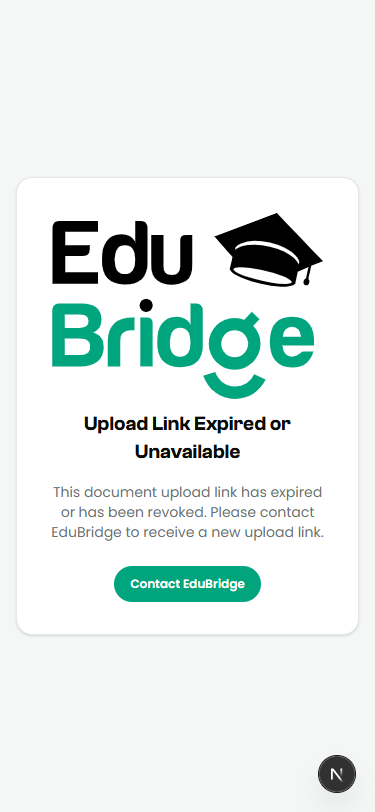 Edu
Bridge
Upload Link Expired or
Unavailable
This document upload link has expired
or has been revoked. Please contact
EduBridge to receive a new upload link.
Contact EduBridge
N